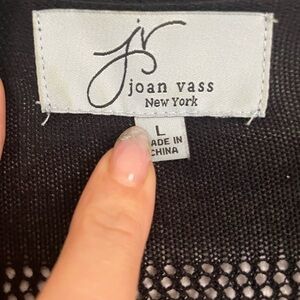 jv
joan vass
New York
L
ADE IN
CHINA